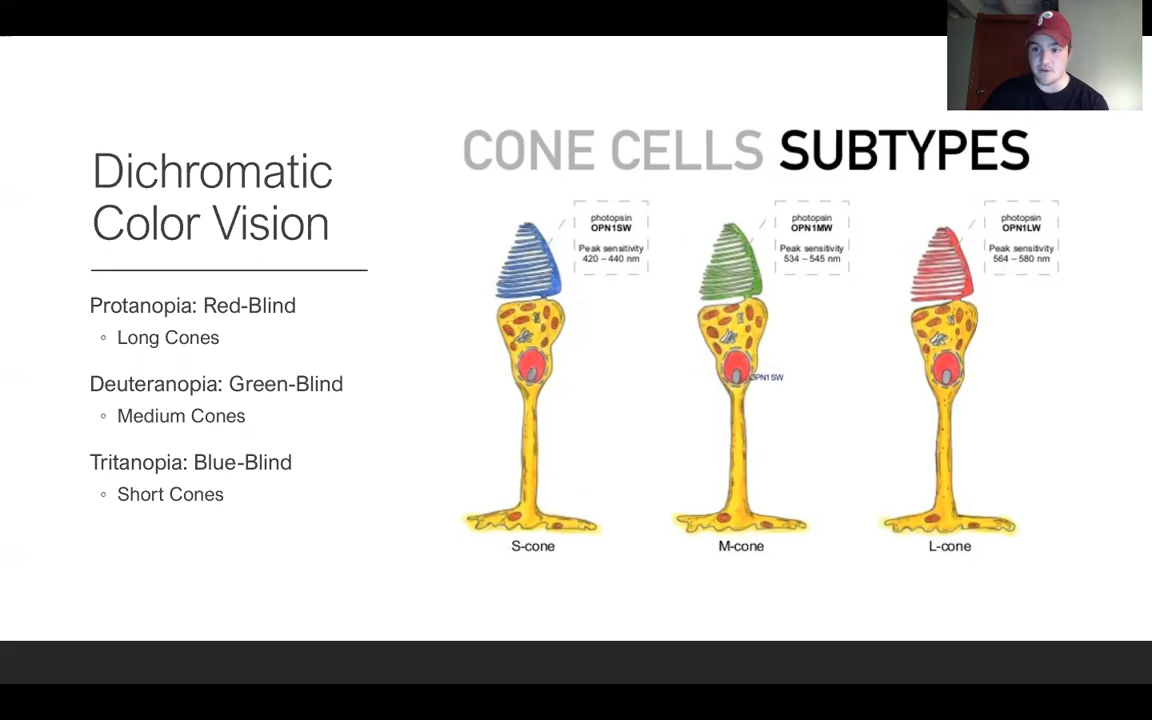 Dichromatic
Color Vision
Protanopia: Red-Blind
◦ Long Cones
Deuteranopia: Green-Blind
◦ Medium Cones
Tritanopia: Blue-Blind
◦ Short Cones
CONE CELLS SUBTYPES
photopsin
OPN1SW
Peak sensitivity
420 – 440 nm
photopsin
OPN1MW
Peak sensitivity
534 – 545 nm
photopsin
OPN1LW
Peak sensitivity
564 – 580 nm
OPN1SW
S-cone
M-cone
L-cone
P